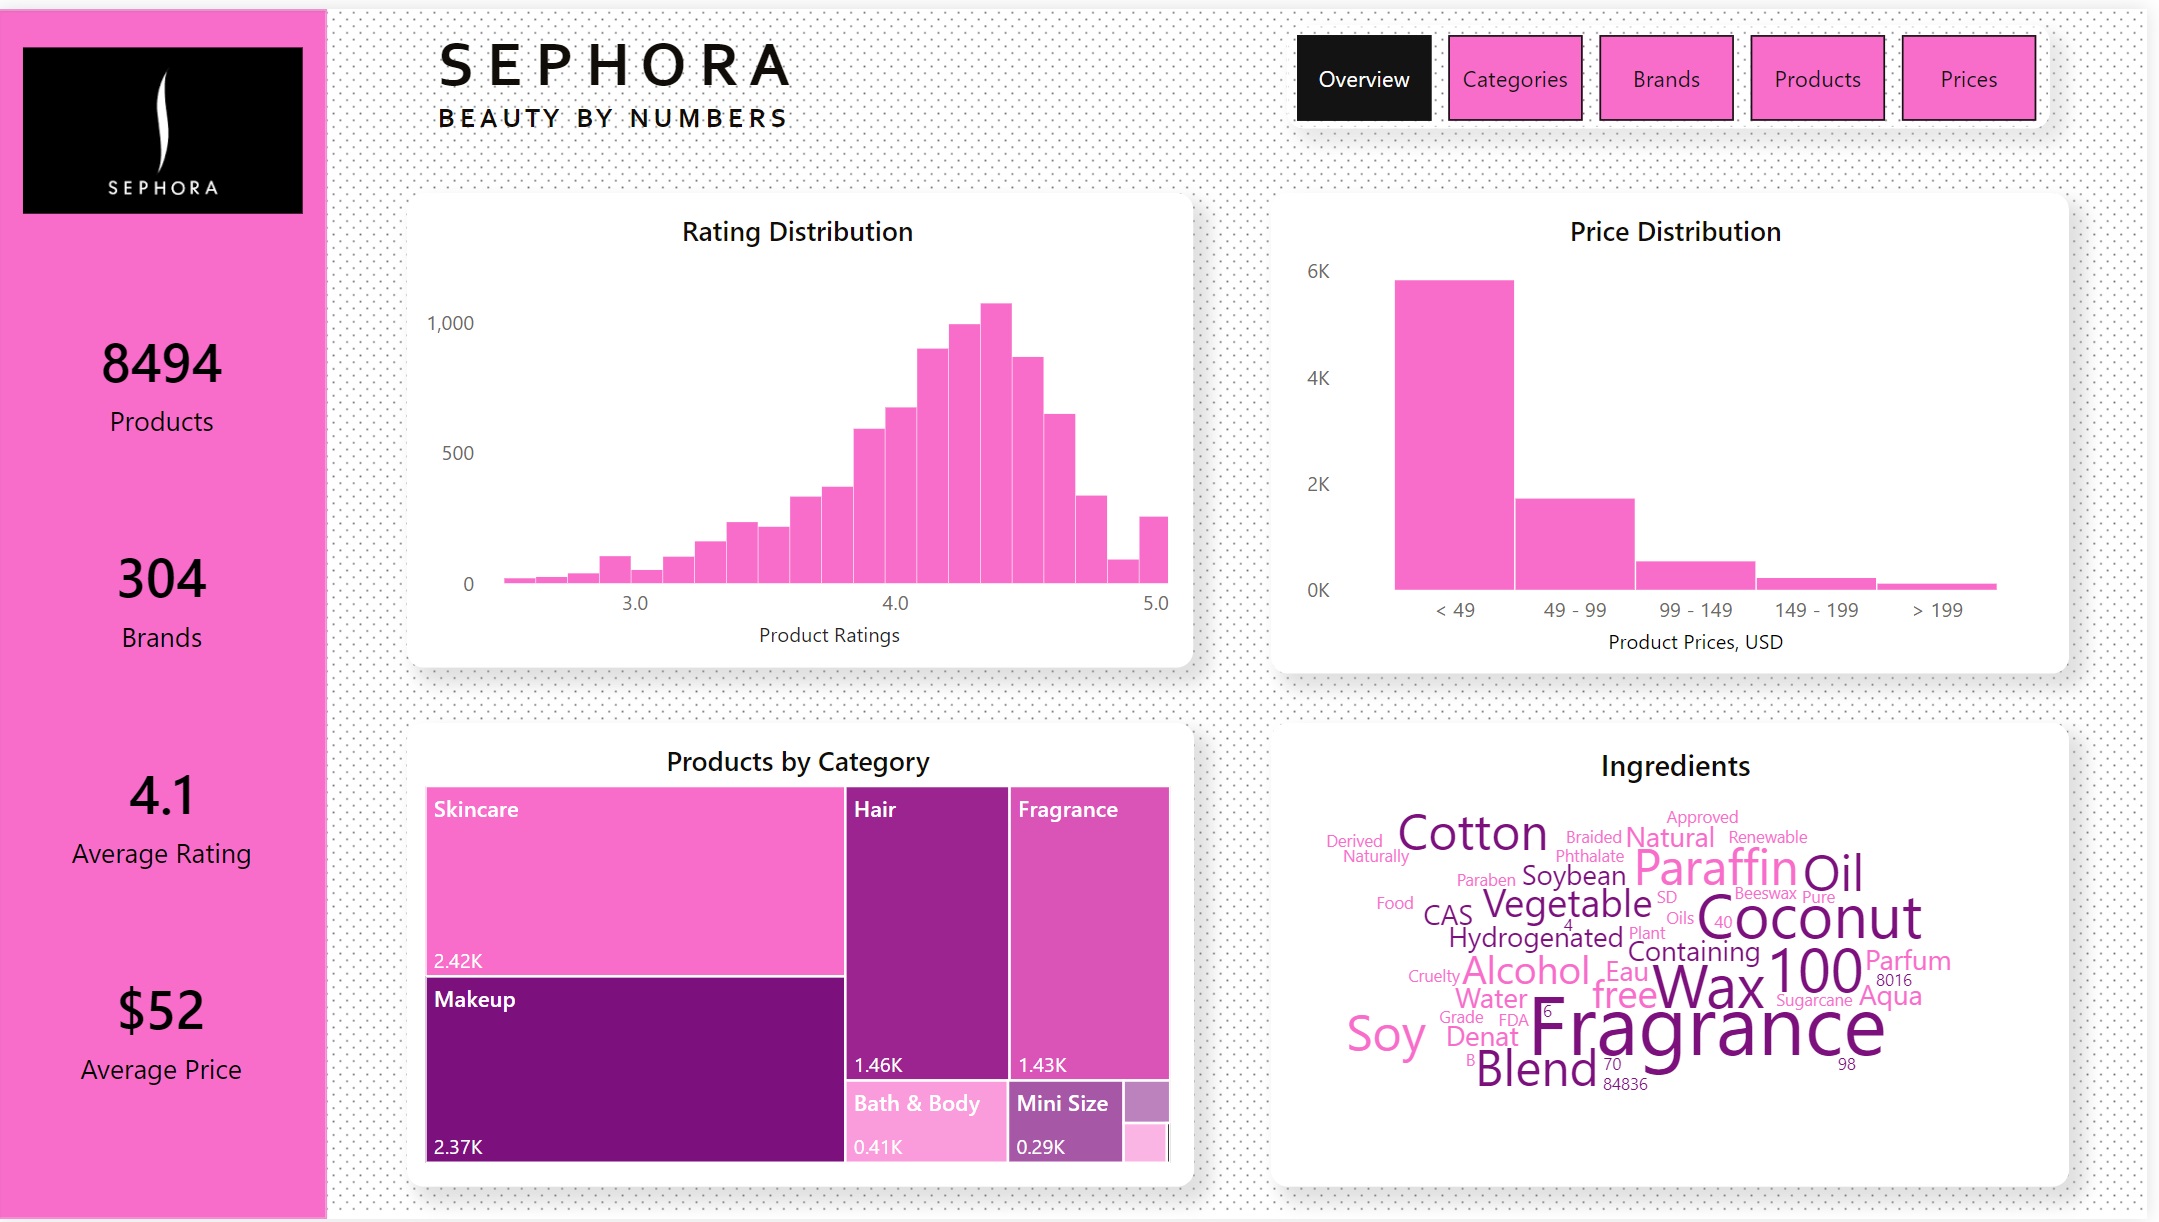 SEPHORA
8494
Products
304
Brands
4.1
Average Rating
$52
Average Price
SEPHORA
BEAUTY BY NUMBERS
Overview Categories Brands Products Prices
Rating Distribution
1,000
500
0
3.0 4.0 5.0
Product Ratings
Price Distribution
6K
4K
2K
0K
< 49 49 - 99 99 - 149 149 - 199 > 199
Product Prices, USD
Products by Category
Skincare
2.42K
Makeup
2.37K
Hair
1.46K
Fragrance
1.43K
Bath & Body
0.41K
Mini Size
0.29K
Ingredients
Approved
Derived Cotton Braided Natural Renewable
Naturally Phthalate Paraffin Oil
Paraben Soybean Beeswax Pure
Food CAS Vegetable SD Oils 40 Coconut
4
Hydrogenated Plant
Containing
Cruelty Alcohol Eau Wax 100 Parfum
8016
Water free Sugarcane Aqua
Soy Grade FDA 6 Fragrance
Denat
B Blend 70 98
84836